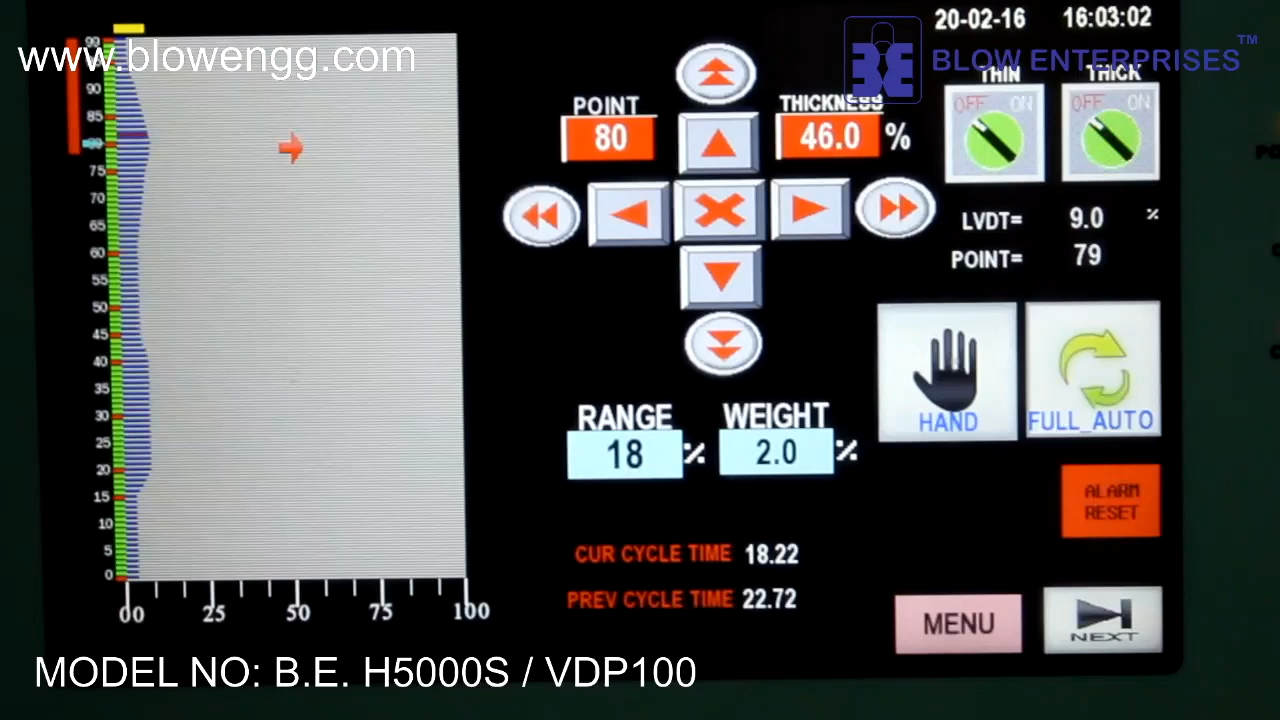 20-02-16 16:03:02
www.blowengg.com
BLOW ENTERPRISES™
THIN THICK
OFF ON OFF ON
POINT THICKNESS
80 46.0 %
LVDT= 9.0 %
POINT= 79
HAND FULL_AUTO
RANGE WEIGHT
18 % 2.0 %
ALARM
RESET
CUR CYCLE TIME 18.22
PREV CYCLE TIME 22.72
MENU NEXT
99
90
85
80
75
70
65
60
55
50
45
40
35
30
25
20
15
10
5
0
00 25 50 75 100
MODEL NO: B.E. H5000S / VDP100